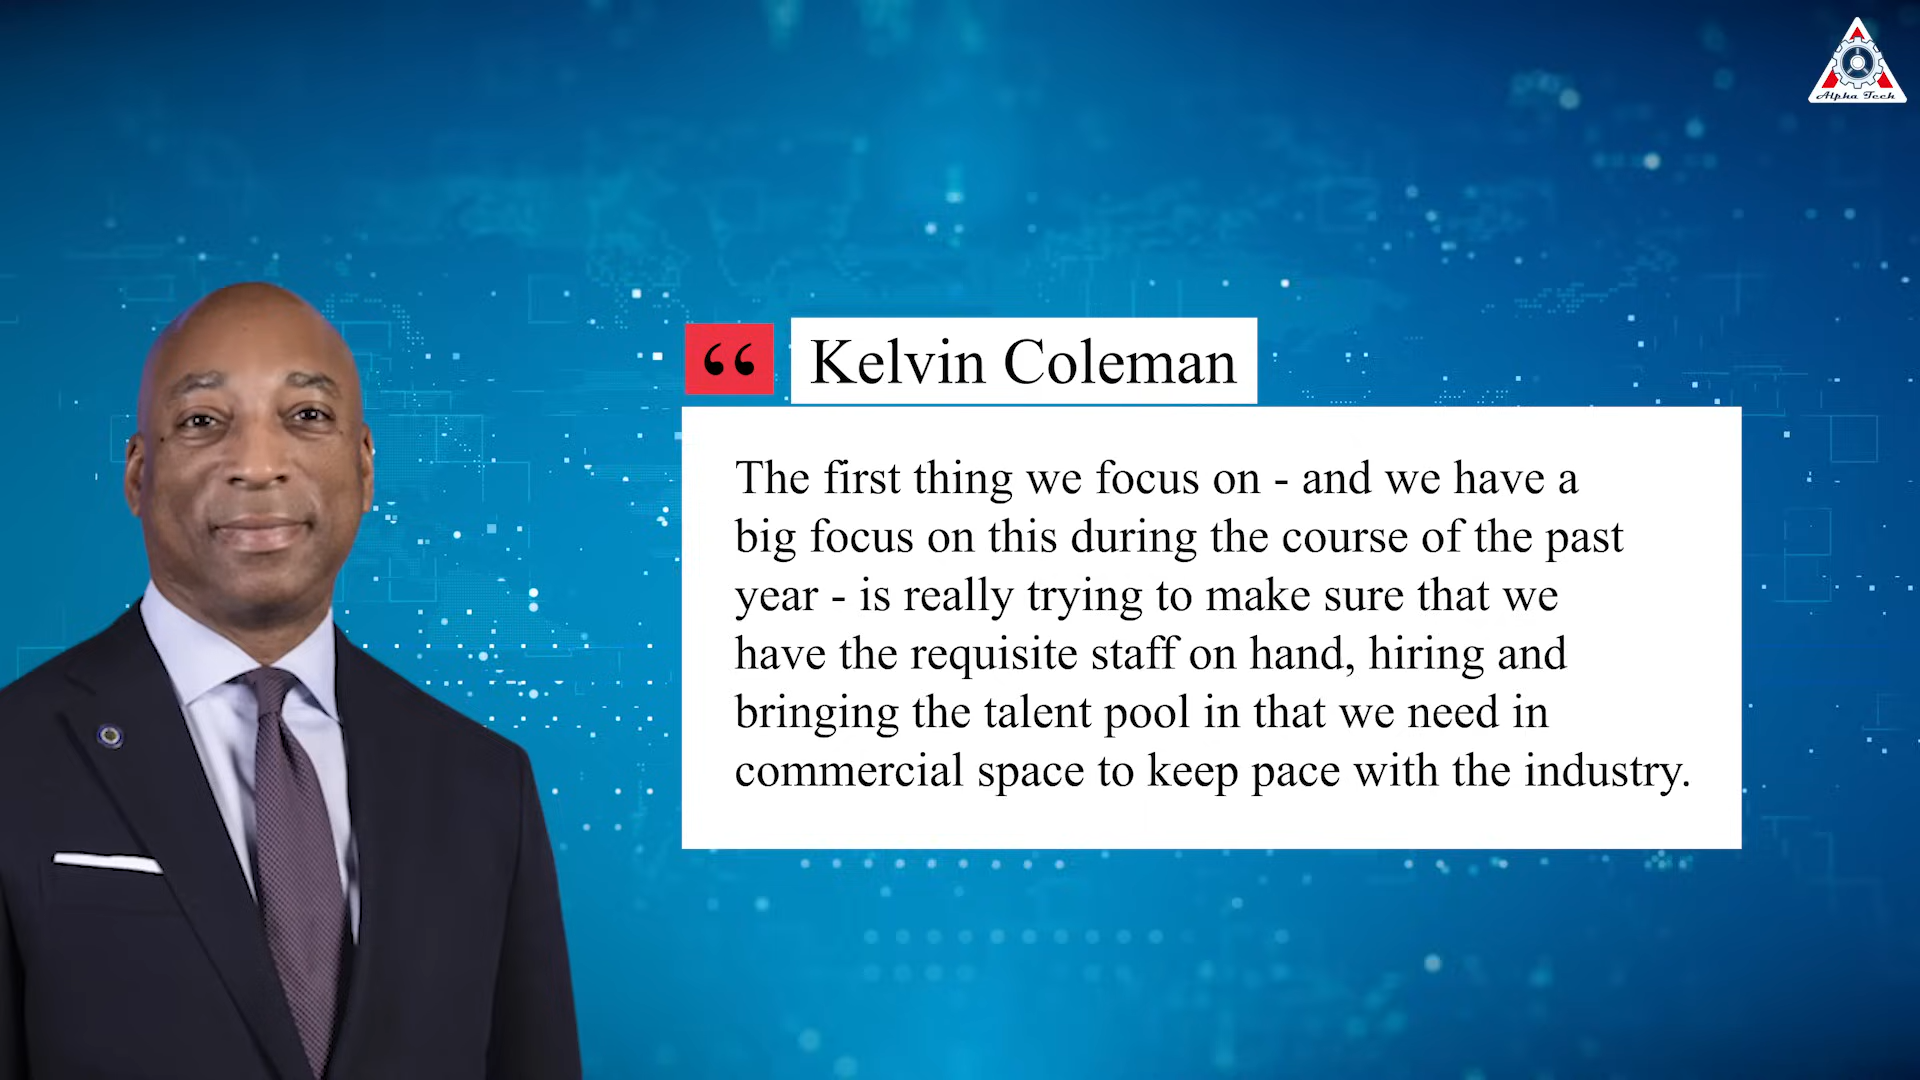 Alpha Tech
“ Kelvin Coleman
The first thing we focus on - and we have a
big focus on this during the course of the past
year - is really trying to make sure that we
have the requisite staff on hand, hiring and
bringing the talent pool in that we need in
commercial space to keep pace with the industry.